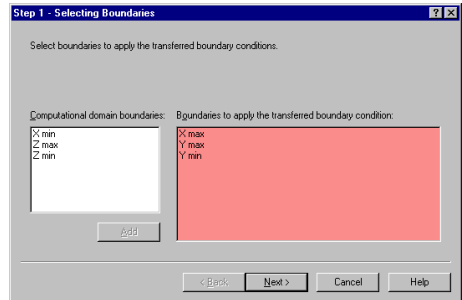 Step 1 - Selecting Boundaries
Select boundaries to apply the transferred boundary conditions.
Computational domain boundaries:
Boundaries to apply the transferred boundary condition:
X min
Z max
Z min
X max
Y max
Y min
Add
< Back
Next >
Cancel
Help